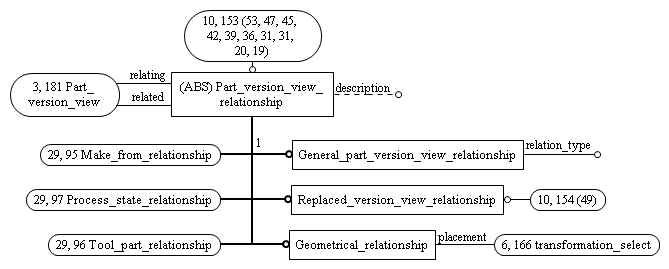 10, 153 (53, 47, 45,
42, 39, 36, 31, 31,
20, 19)
relating
3, 181 Part_
version_view
related
(ABS) Part_version_view_
relationship
description
1
29, 95 Make_from_relationship
General_part_version_view_relationship
relation_type
29, 97 Process_state_relationship
Replaced_version_view_relationship
10, 154 (49)
29, 96 Tool_part_relationship
Geometrical_relationship
placement
6, 166 transformation_select